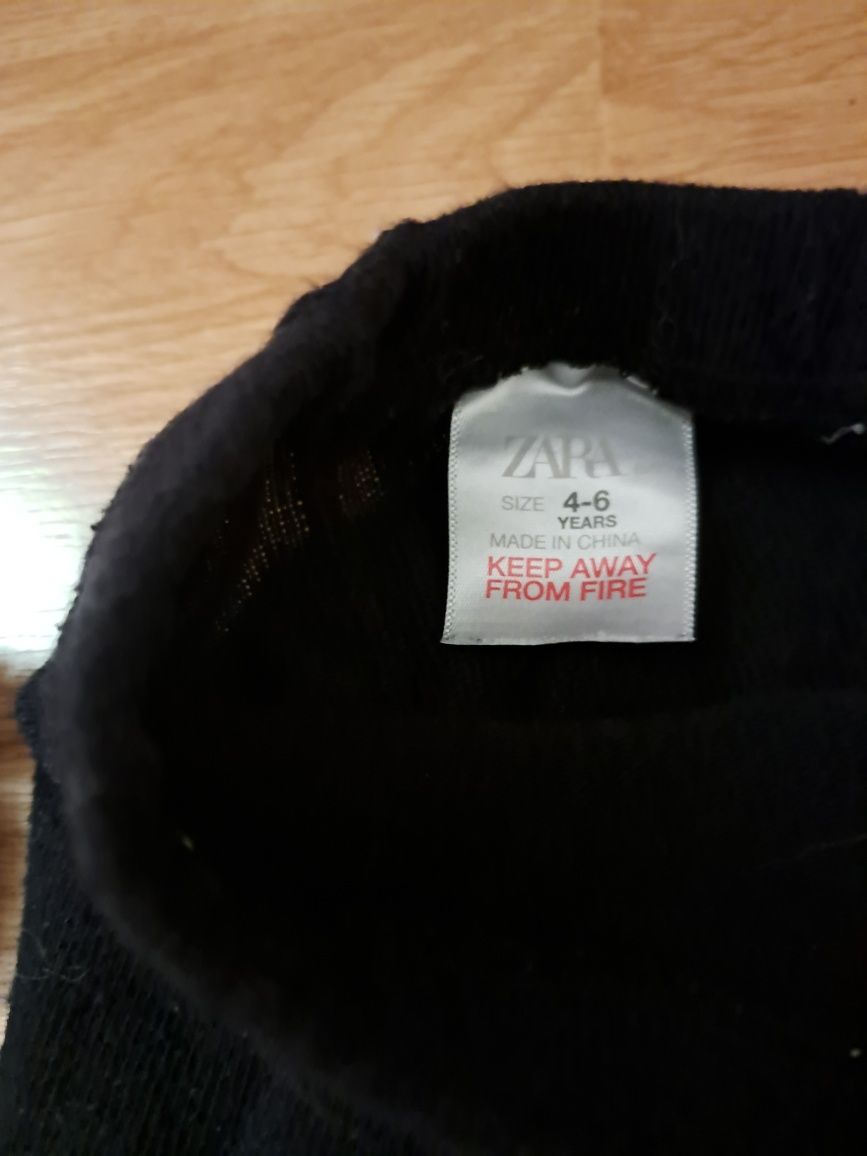 ZARA
SIZE 4-6
YEARS
MADE IN CHINA
KEEP AWAY
FROM FIRE